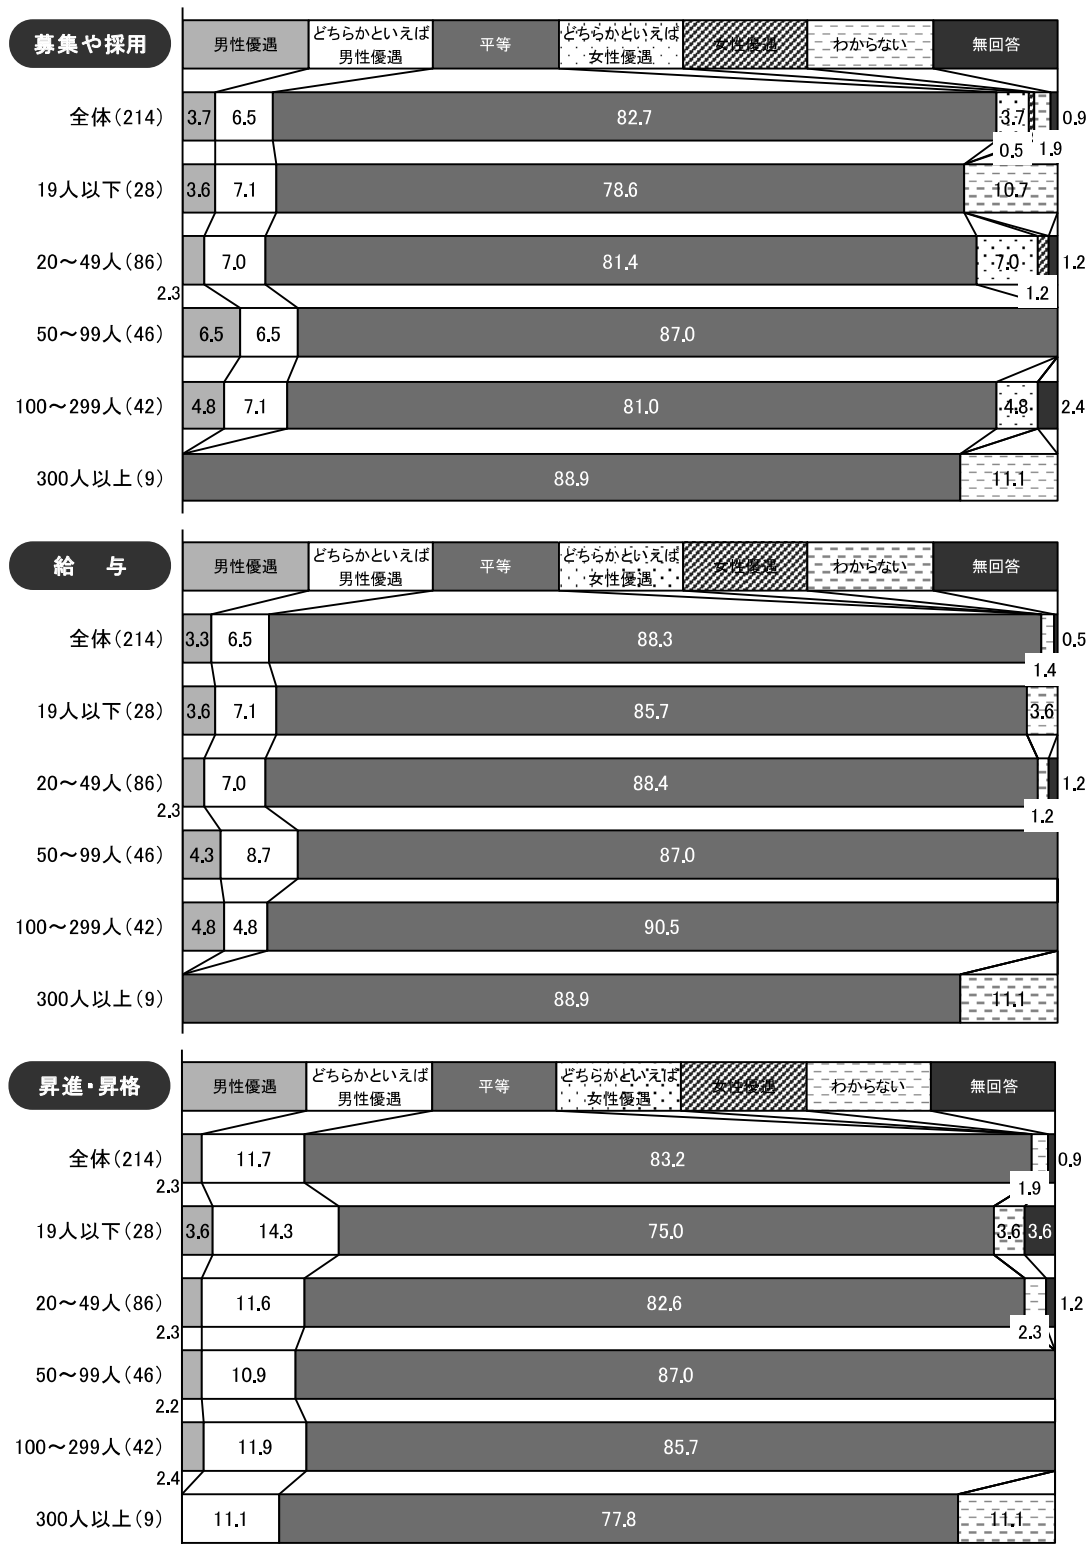 募集や採用
男性優遇 どちらかといえば男性優遇 平等 どちらかといえば女性優遇 女性優遇 わからない 無回答
全体(214) 3.7 6.5 82.7 3.7 0.9
0.5 1.9
19人以下(28) 3.6 7.1 78.6 10.7
20～49人(86) 7.0 81.4 7.0 1.2
2.3 1.2
50～99人(46) 6.5 6.5 87.0
100～299人(42) 4.8 7.1 81.0 4.8 2.4
300人以上(9) 88.9 11.1
給 与
男性優遇 どちらかといえば男性優遇 平等 どちらかといえば女性優遇 女性優遇 わからない 無回答
全体(214) 3.3 6.5 88.3 0.5
1.4
19人以下(28) 3.6 7.1 85.7 3.6
20～49人(86) 7.0 88.4 1.2
2.3 1.2
50～99人(46) 4.3 8.7 87.0
100～299人(42) 4.8 4.8 90.5
300人以上(9) 88.9 11.1
昇進・昇格
男性優遇 どちらかといえば男性優遇 平等 どちらかといえば女性優遇 女性優遇 わからない 無回答
全体(214) 11.7 83.2 0.9
2.3 1.9
19人以下(28) 3.6 14.3 75.0 3.6 3.6
20～49人(86) 11.6 82.6 1.2
2.3 2.3
50～99人(46) 10.9 87.0
2.2
100～299人(42) 11.9 85.7
2.4
300人以上(9) 11.1 77.8 11.1